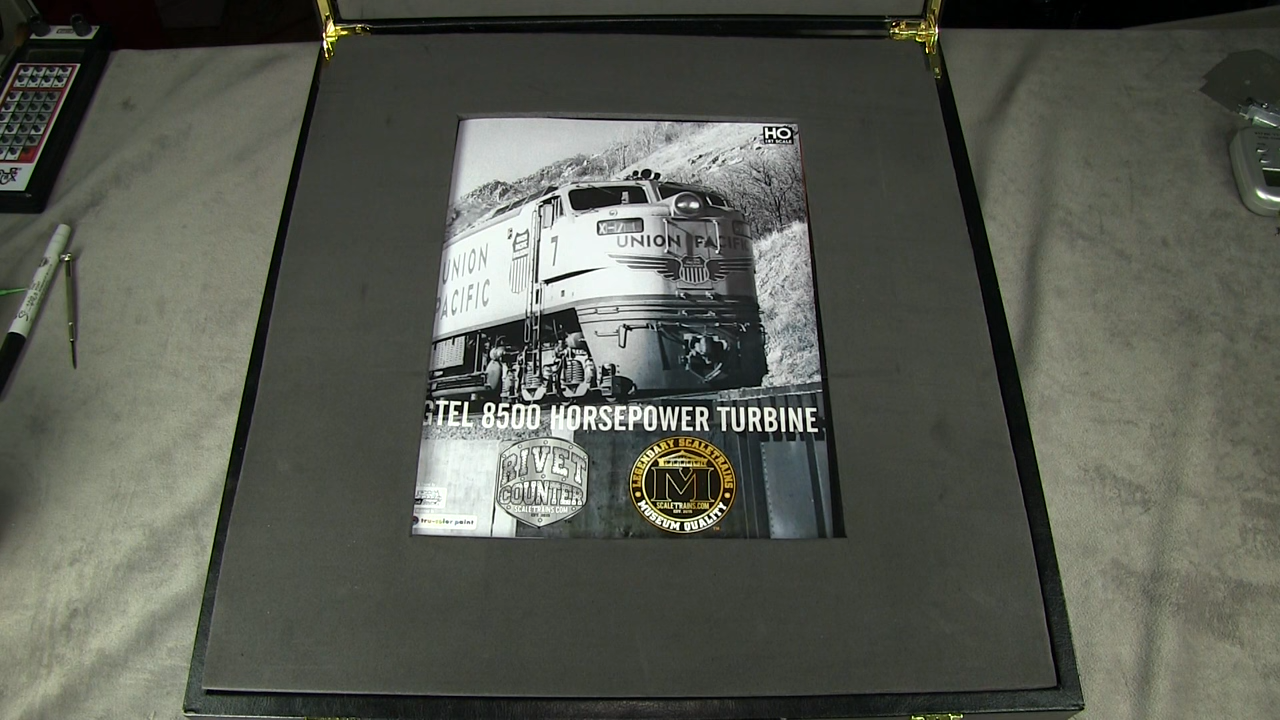 HO
UNION PACIFIC
X-7
7
UNION
PACIFIC
GTEL 8500 HORSEPOWER TURBINE
RIVET
COUNTER
SCALETRAINS.COM
LEGENDARY SCALETRAINS
M
SCALETRAINS.COM
MUSEUM QUALITY
tru-color paint